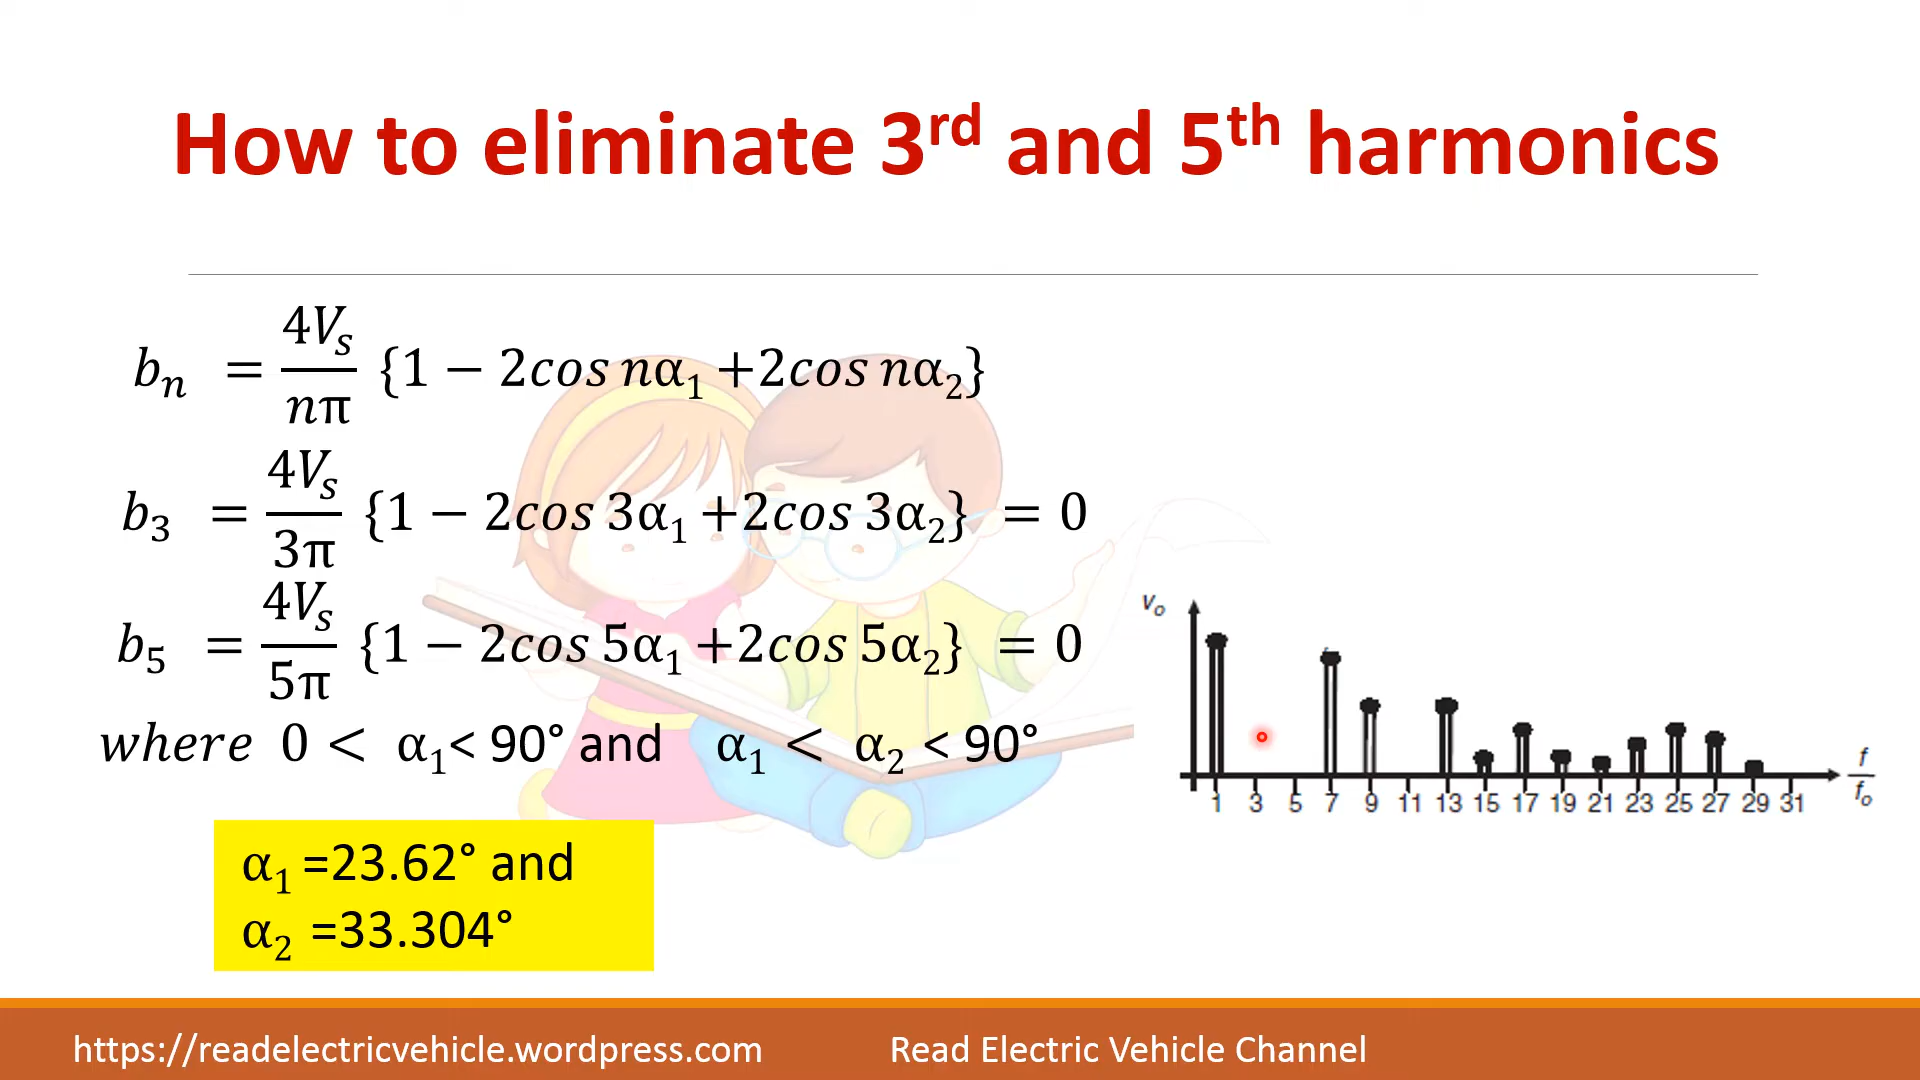 How to eliminate 3rd and 5th harmonics
bₙ = 4Vₛ/nπ {1 − 2cos nα₁ +2cos nα₂}
b₃ = 4Vₛ/3π {1 − 2cos 3α₁ +2cos 3α₂} = 0
b₅ = 4Vₛ/5π {1 − 2cos 5α₁ +2cos 5α₂} = 0
where 0 < α₁< 90° and α₁ < α₂ < 90°
α₁ =23.62° and
α₂ =33.304°
vₒ
f/fₒ
1 3 5 7 9 11 13 15 17 19 21 23 25 27 29 31
https://readelectricvehicle.wordpress.com Read Electric Vehicle Channel